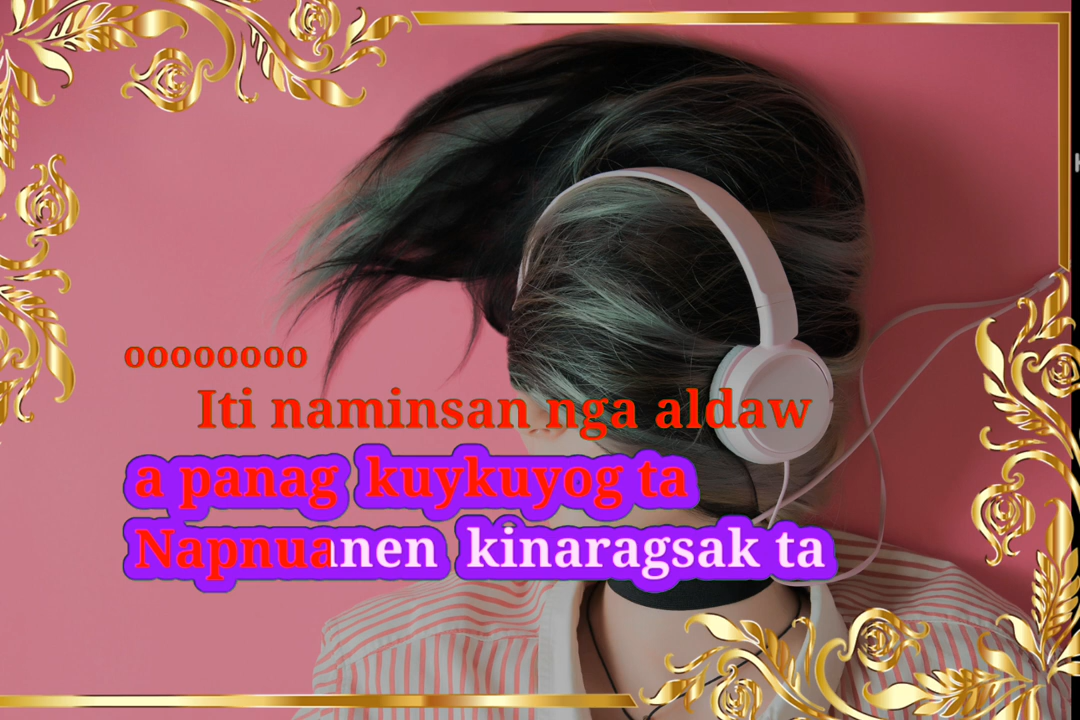 oooooooo
Iti naminsan nga aldaw
a panag kuykuyog ta
Napnuanen kinaragsak ta